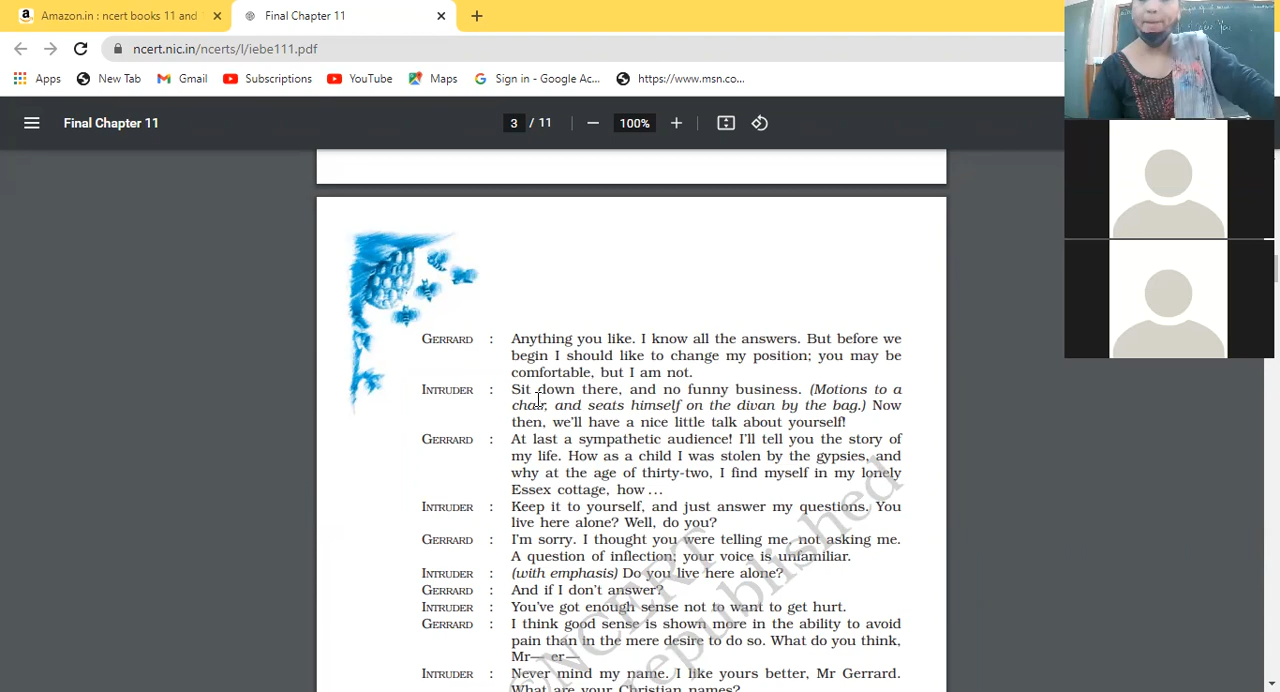 Amazon.in : ncert books 11 and
Final Chapter 11
ncert.nic.in/ncerts/l/iebe111.pdf
Apps
New Tab
Gmail
Subscriptions
YouTube
Maps
Sign in - Google Ac...
https://www.msn.co...
Final Chapter 11
3 / 11
100%
GERRARD : Anything you like. I know all the answers. But before we
begin I should like to change my position; you may be
comfortable, but I am not.
INTRUDER : Sit down there, and no funny business. (Motions to a
chair, and seats himself on the divan by the bag.) Now
then, we'll have a nice little talk about yourself!
GERRARD : At last a sympathetic audience! I'll tell you the story of
my life. How as a child I was stolen by the gypsies, and
why at the age of thirty-two, I find myself in my lonely
Essex cottage, how ...
INTRUDER : Keep it to yourself, and just answer my questions. You
live here alone? Well, do you?
GERRARD : I'm sorry. I thought you were telling me, not asking me.
A question of inflection; your voice is unfamiliar.
INTRUDER : (with emphasis) Do you live here alone?
GERRARD : And if I don't answer?
INTRUDER : You've got enough sense not to want to get hurt.
GERRARD : I think good sense is shown more in the ability to avoid
pain than in the mere desire to do so. What do you think,
Mr— er—
INTRUDER : Never mind my name. I like yours better, Mr Gerrard.
What are your Christian names?
©NCERT
republished